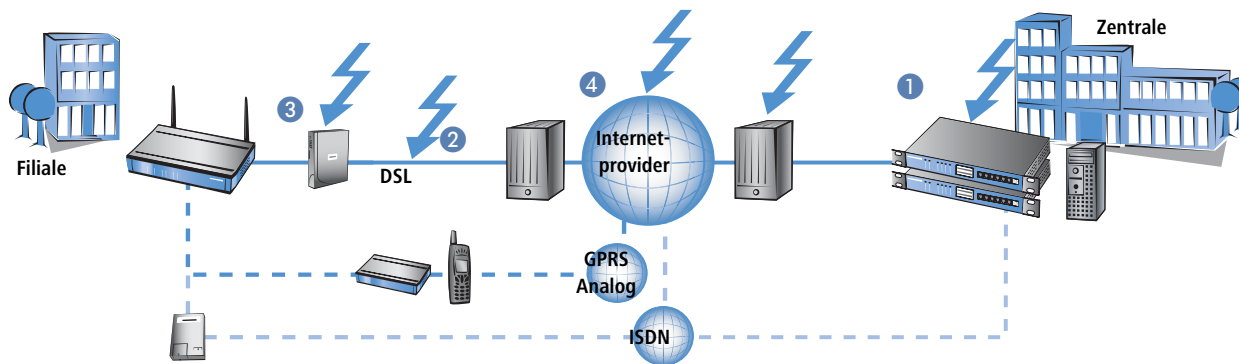 Zentrale
4
1
3
2
Internet-
provider
Filiale
DSL
GPRS
Analog
ISDN